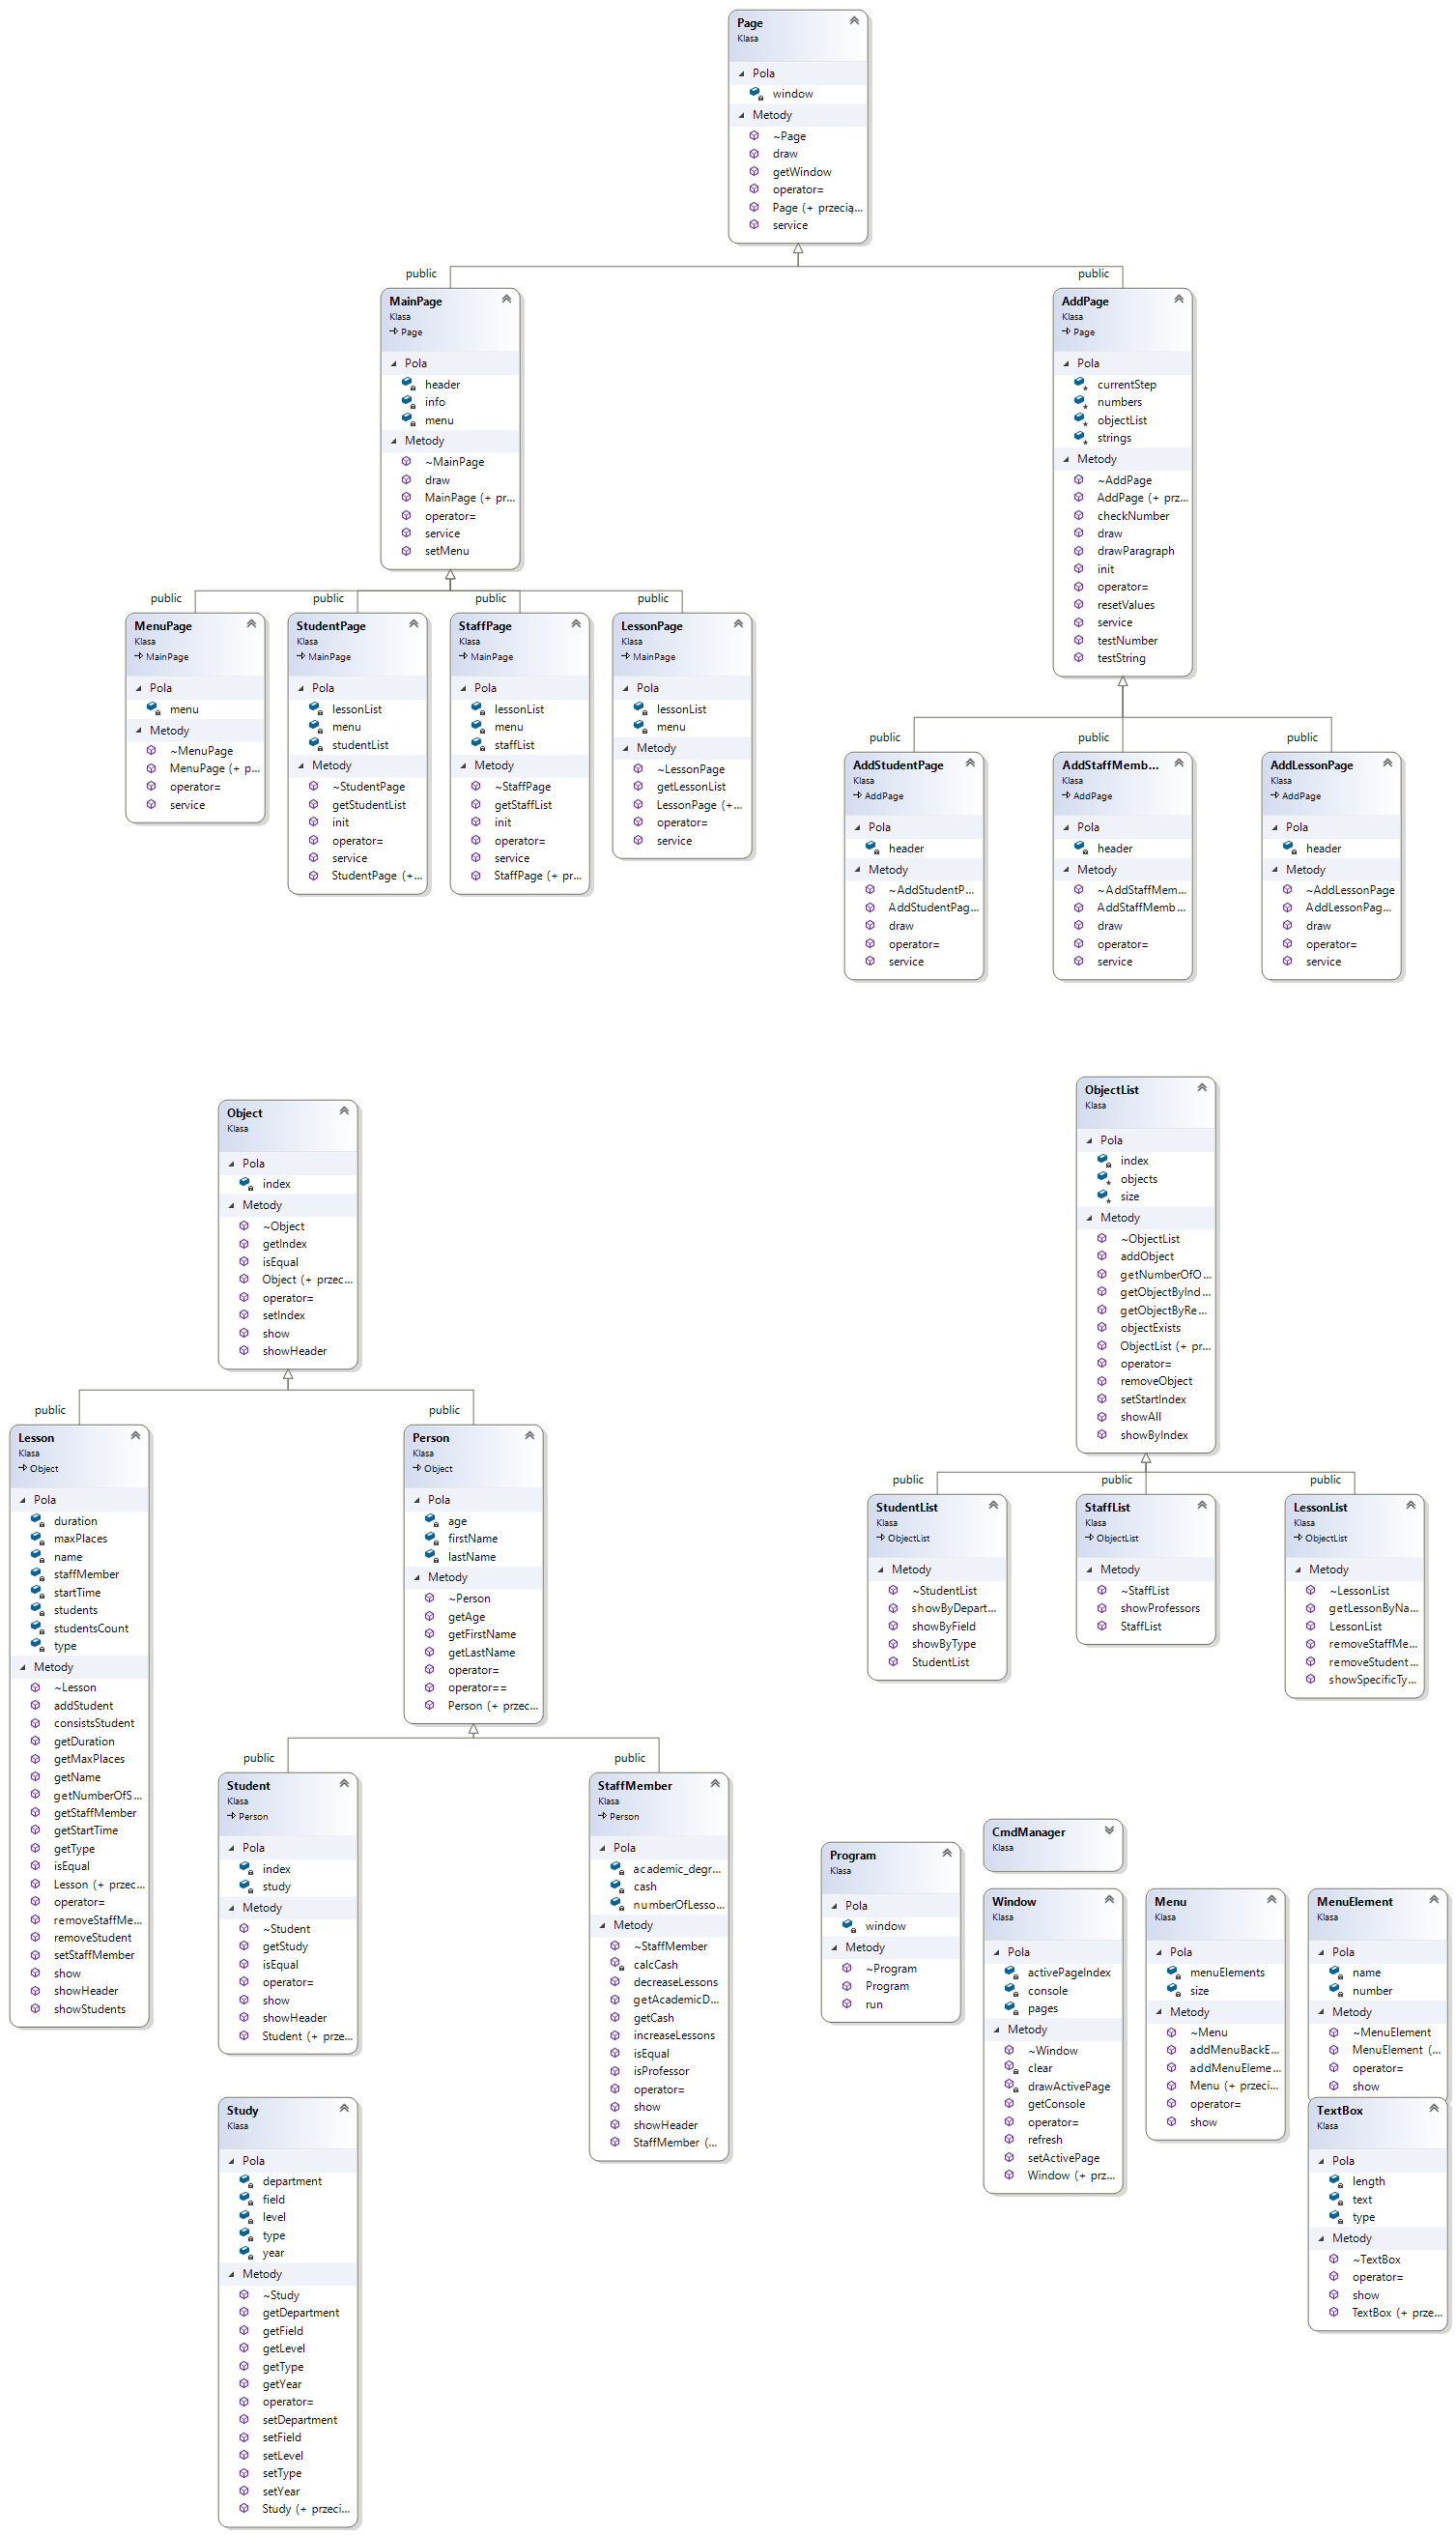 Page
Klasa
Pola
window
Metody
~Page
draw
getWindow
operator=
Page (+ przecią...
service
public
public
MainPage
Klasa
Page
Pola
header
info
menu
Metody
~MainPage
draw
MainPage (+ pr...
operator=
service
setMenu
AddPage
Klasa
Page
Pola
currentStep
numbers
objectList
strings
Metody
~AddPage
AddPage (+ prz...
checkNumber
draw
drawParagraph
init
operator=
resetValues
service
testNumber
testString
public
public
public
public
MenuPage
Klasa
MainPage
Pola
menu
Metody
~MenuPage
MenuPage (+ p...
operator=
service
StudentPage
Klasa
MainPage
Pola
lessonList
menu
studentList
Metody
~StudentPage
getStudentList
init
operator=
service
StudentPage (+...
StaffPage
Klasa
MainPage
Pola
lessonList
menu
staffList
Metody
~StaffPage
getStaffList
init
operator=
service
StaffPage (+ pr...
LessonPage
Klasa
MainPage
Pola
lessonList
menu
Metody
~LessonPage
getLessonList
LessonPage (+...
operator=
service
public
public
public
AddStudentPage
Klasa
AddPage
Pola
header
Metody
~AddStudentP...
AddStudentPag...
draw
operator=
service
AddStaffMemb...
Klasa
AddPage
Pola
header
Metody
~AddStaffMem...
AddStaffMemb...
draw
operator=
service
AddLessonPage
Klasa
AddPage
Pola
header
Metody
~AddLessonPage
AddLessonPag...
draw
operator=
service
Object
Klasa
Pola
index
Metody
~Object
getIndex
isEqual
Object (+ przec...
operator=
setIndex
show
showHeader
ObjectList
Klasa
Pola
index
objects
size
Metody
~ObjectList
addObject
getNumberOfO...
getObjectByInd...
getObjectByRe...
objectExists
ObjectList (+ pr...
operator=
removeObject
setStartIndex
showAll
showByIndex
public
public
Lesson
Klasa
Object
Pola
duration
maxPlaces
name
staffMember
startTime
students
studentsCount
type
Metody
~Lesson
addStudent
consistsStudent
getDuration
getMaxPlaces
getName
getNumberOfS...
getStaffMember
getStartTime
getType
isEqual
Lesson (+ przec...
operator=
removeStaffMe...
removeStudent
setStaffMember
show
showHeader
showStudents
Person
Klasa
Object
Pola
age
firstName
lastName
Metody
~Person
getAge
getFirstName
getLastName
operator=
operator==
Person (+ przec...
public
public
public
StudentList
Klasa
ObjectList
Metody
~StudentList
showByDepart...
showByField
showByType
StudentList
StaffList
Klasa
ObjectList
Metody
~StaffList
showProfessors
StaffList
LessonList
Klasa
ObjectList
Metody
~LessonList
getLessonByNa...
LessonList
removeStaffMe...
removeStudent...
showSpecificTy...
public
public
Student
Klasa
Person
Pola
index
study
Metody
~Student
getStudy
isEqual
operator=
show
showHeader
Student (+ prze...
StaffMember
Klasa
Person
Pola
academic_degr...
cash
numberOfLesso...
Metody
~StaffMember
calcCash
decreaseLessons
getAcademicD...
getCash
increaseLessons
isEqual
isProfessor
operator=
show
showHeader
StaffMember (...
Program
Klasa
Pola
window
Metody
~Program
Program
run
CmdManager
Klasa
Window
Klasa
Pola
activePageIndex
console
pages
Metody
~Window
clear
drawActivePage
getConsole
operator=
refresh
setActivePage
Window (+ prz...
Menu
Klasa
Pola
menuElements
size
Metody
~Menu
addMenuBackE...
addMenuEleme...
Menu (+ przeci...
operator=
show
MenuElement
Klasa
Pola
name
number
Metody
~MenuElement
MenuElement (...
operator=
show
TextBox
Klasa
Pola
length
text
type
Metody
~TextBox
operator=
show
TextBox (+ prze...
Study
Klasa
Pola
department
field
level
type
year
Metody
~Study
getDepartment
getField
getLevel
getType
getYear
operator=
setDepartment
setField
setLevel
setType
setYear
Study (+ przeci...